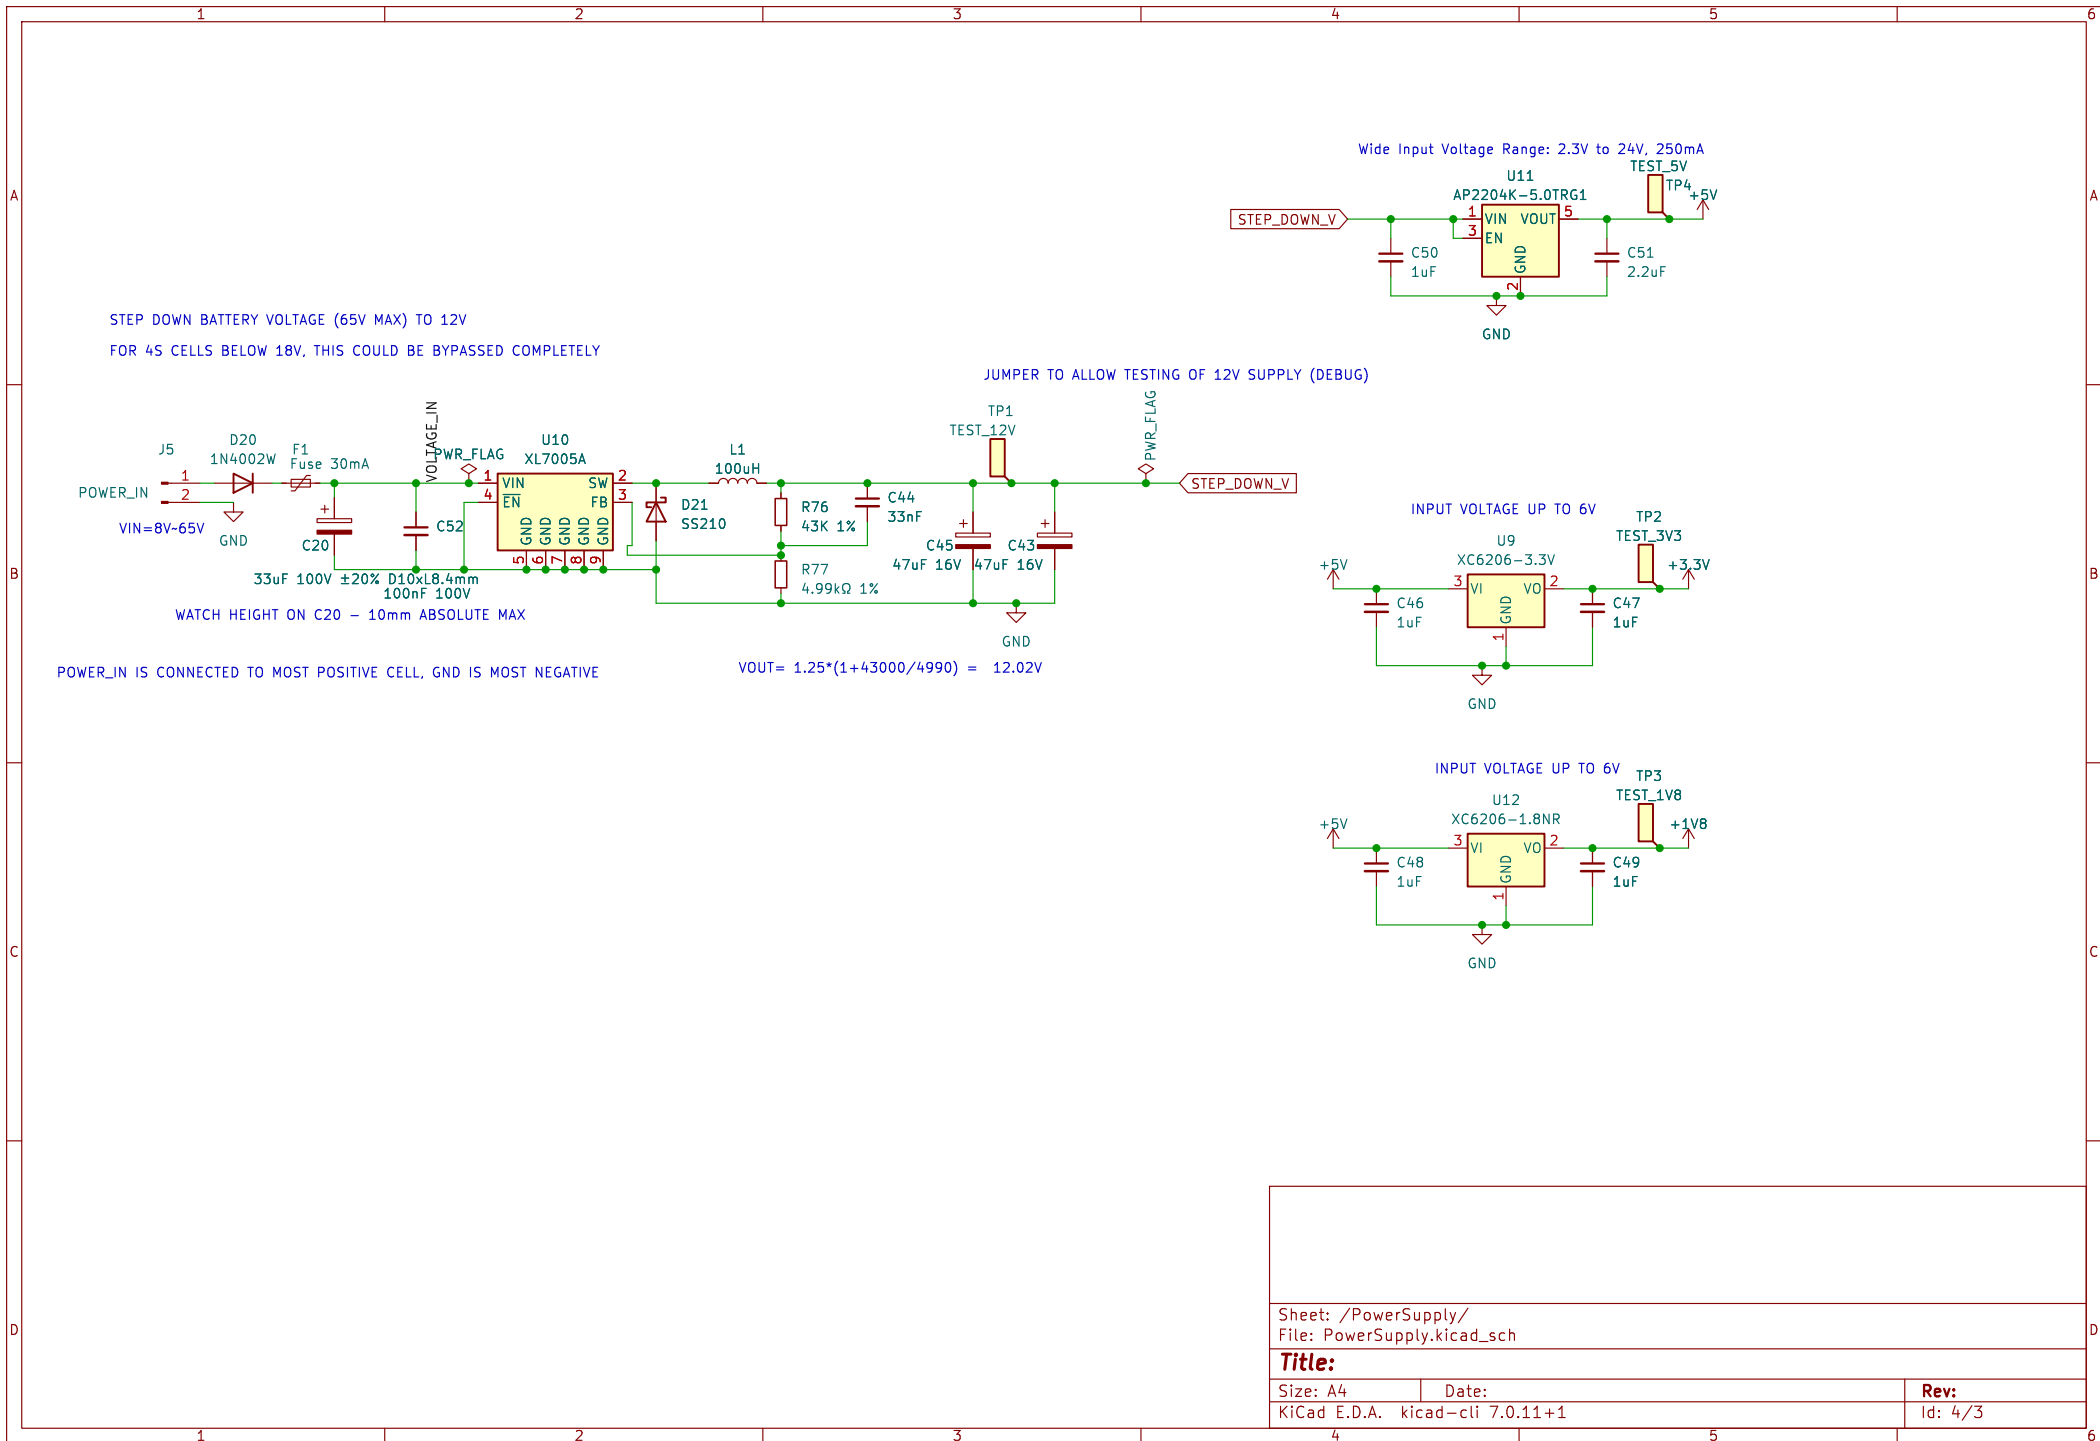 1 2 3 4 5 6
A
B
C
D
STEP DOWN BATTERY VOLTAGE (65V MAX) TO 12V
FOR 4S CELLS BELOW 18V, THIS COULD BE BYPASSED COMPLETELY
J5
POWER_IN
1
2
VIN=8V~65V
D20
1N4002W
GND
F1
Fuse 30mA
C20
33uF 100V ±20% D10xL8.4mm
VOLTAGE_IN
PWR_FLAG
C52
100nF 100V
WATCH HEIGHT ON C20 - 10mm ABSOLUTE MAX
POWER_IN IS CONNECTED TO MOST POSITIVE CELL, GND IS MOST NEGATIVE
U10
XL7005A
1 VIN
4 EN
SW 2
FB 3
GND GND GND GND GND
5 6 7 8 9
D21
SS210
L1
100uH
R76
43K 1%
C44
33nF
R77
4.99kΩ 1%
VOUT= 1.25*(1+43000/4990) = 12.02V
JUMPER TO ALLOW TESTING OF 12V SUPPLY (DEBUG)
TP1
TEST_12V
C45
47uF 16V
C43
47uF 16V
GND
PWR_FLAG
STEP_DOWN_V
Wide Input Voltage Range: 2.3V to 24V, 250mA
TEST_5V
TP4
+5V
U11
AP2204K-5.0TRG1
STEP_DOWN_V
1 VIN
3 EN
VOUT 5
GND
2
C50
1uF
C51
2.2uF
GND
INPUT VOLTAGE UP TO 6V
TP2
TEST_3V3
U9
XC6206-3.3V
+5V
+3.3V
3 VI
VO 2
GND
1
C46
1uF
C47
1uF
GND
INPUT VOLTAGE UP TO 6V
TP3
TEST_1V8
U12
XC6206-1.8NR
+5V
+1V8
3 VI
VO 2
GND
1
C48
1uF
C49
1uF
GND
Sheet: /PowerSupply/
File: PowerSupply.kicad_sch
Title:
Size: A4 Date: Rev:
KiCad E.D.A. kicad-cli 7.0.11+1 Id: 4/3
A
B
C
D
1 2 3 4 5 6